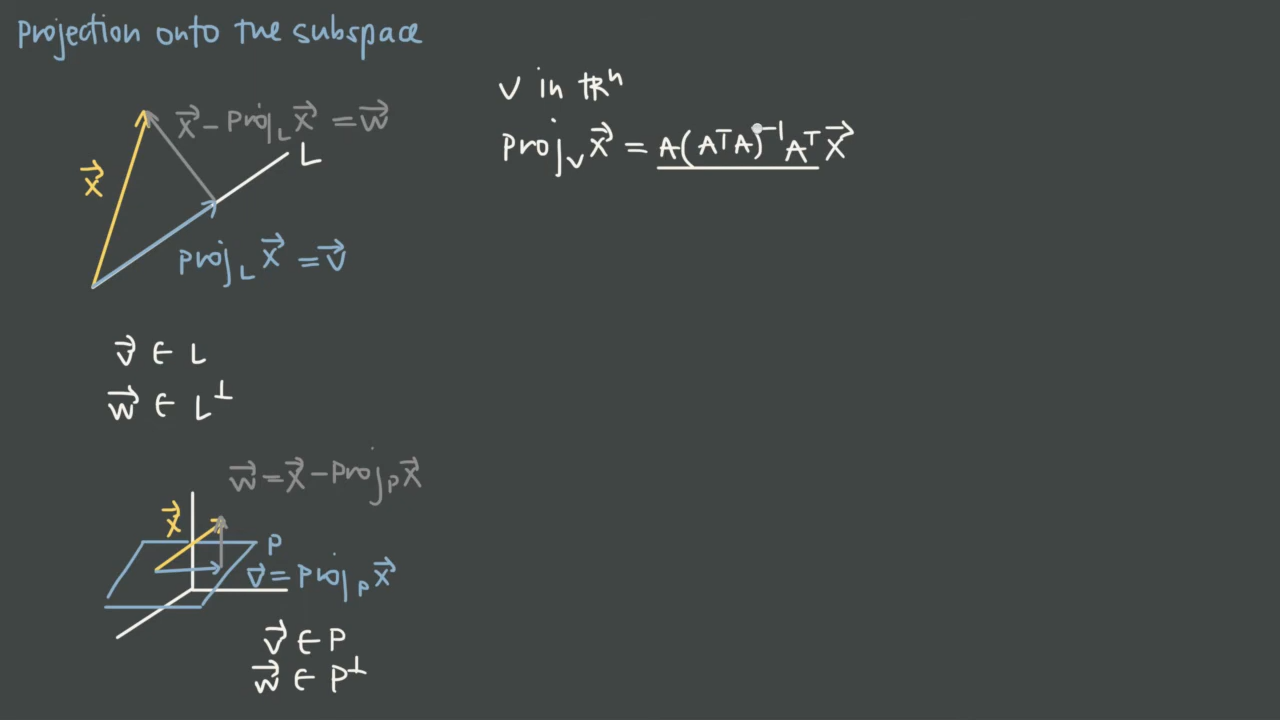 Projection onto the subspace
x⃗ - Proj_L x⃗ = w⃗
L
x⃗
Proj_L x⃗ = v⃗
v⃗ ∈ L
w⃗ ∈ L^⊥
w⃗ = x⃗ - Proj_P x⃗
x⃗
P
v⃗ = Proj_P x⃗
v⃗ ∈ P
w⃗ ∈ P^⊥
V in ℝ^n
Proj_V x⃗ = A(A^T A)^-1 A^T x⃗